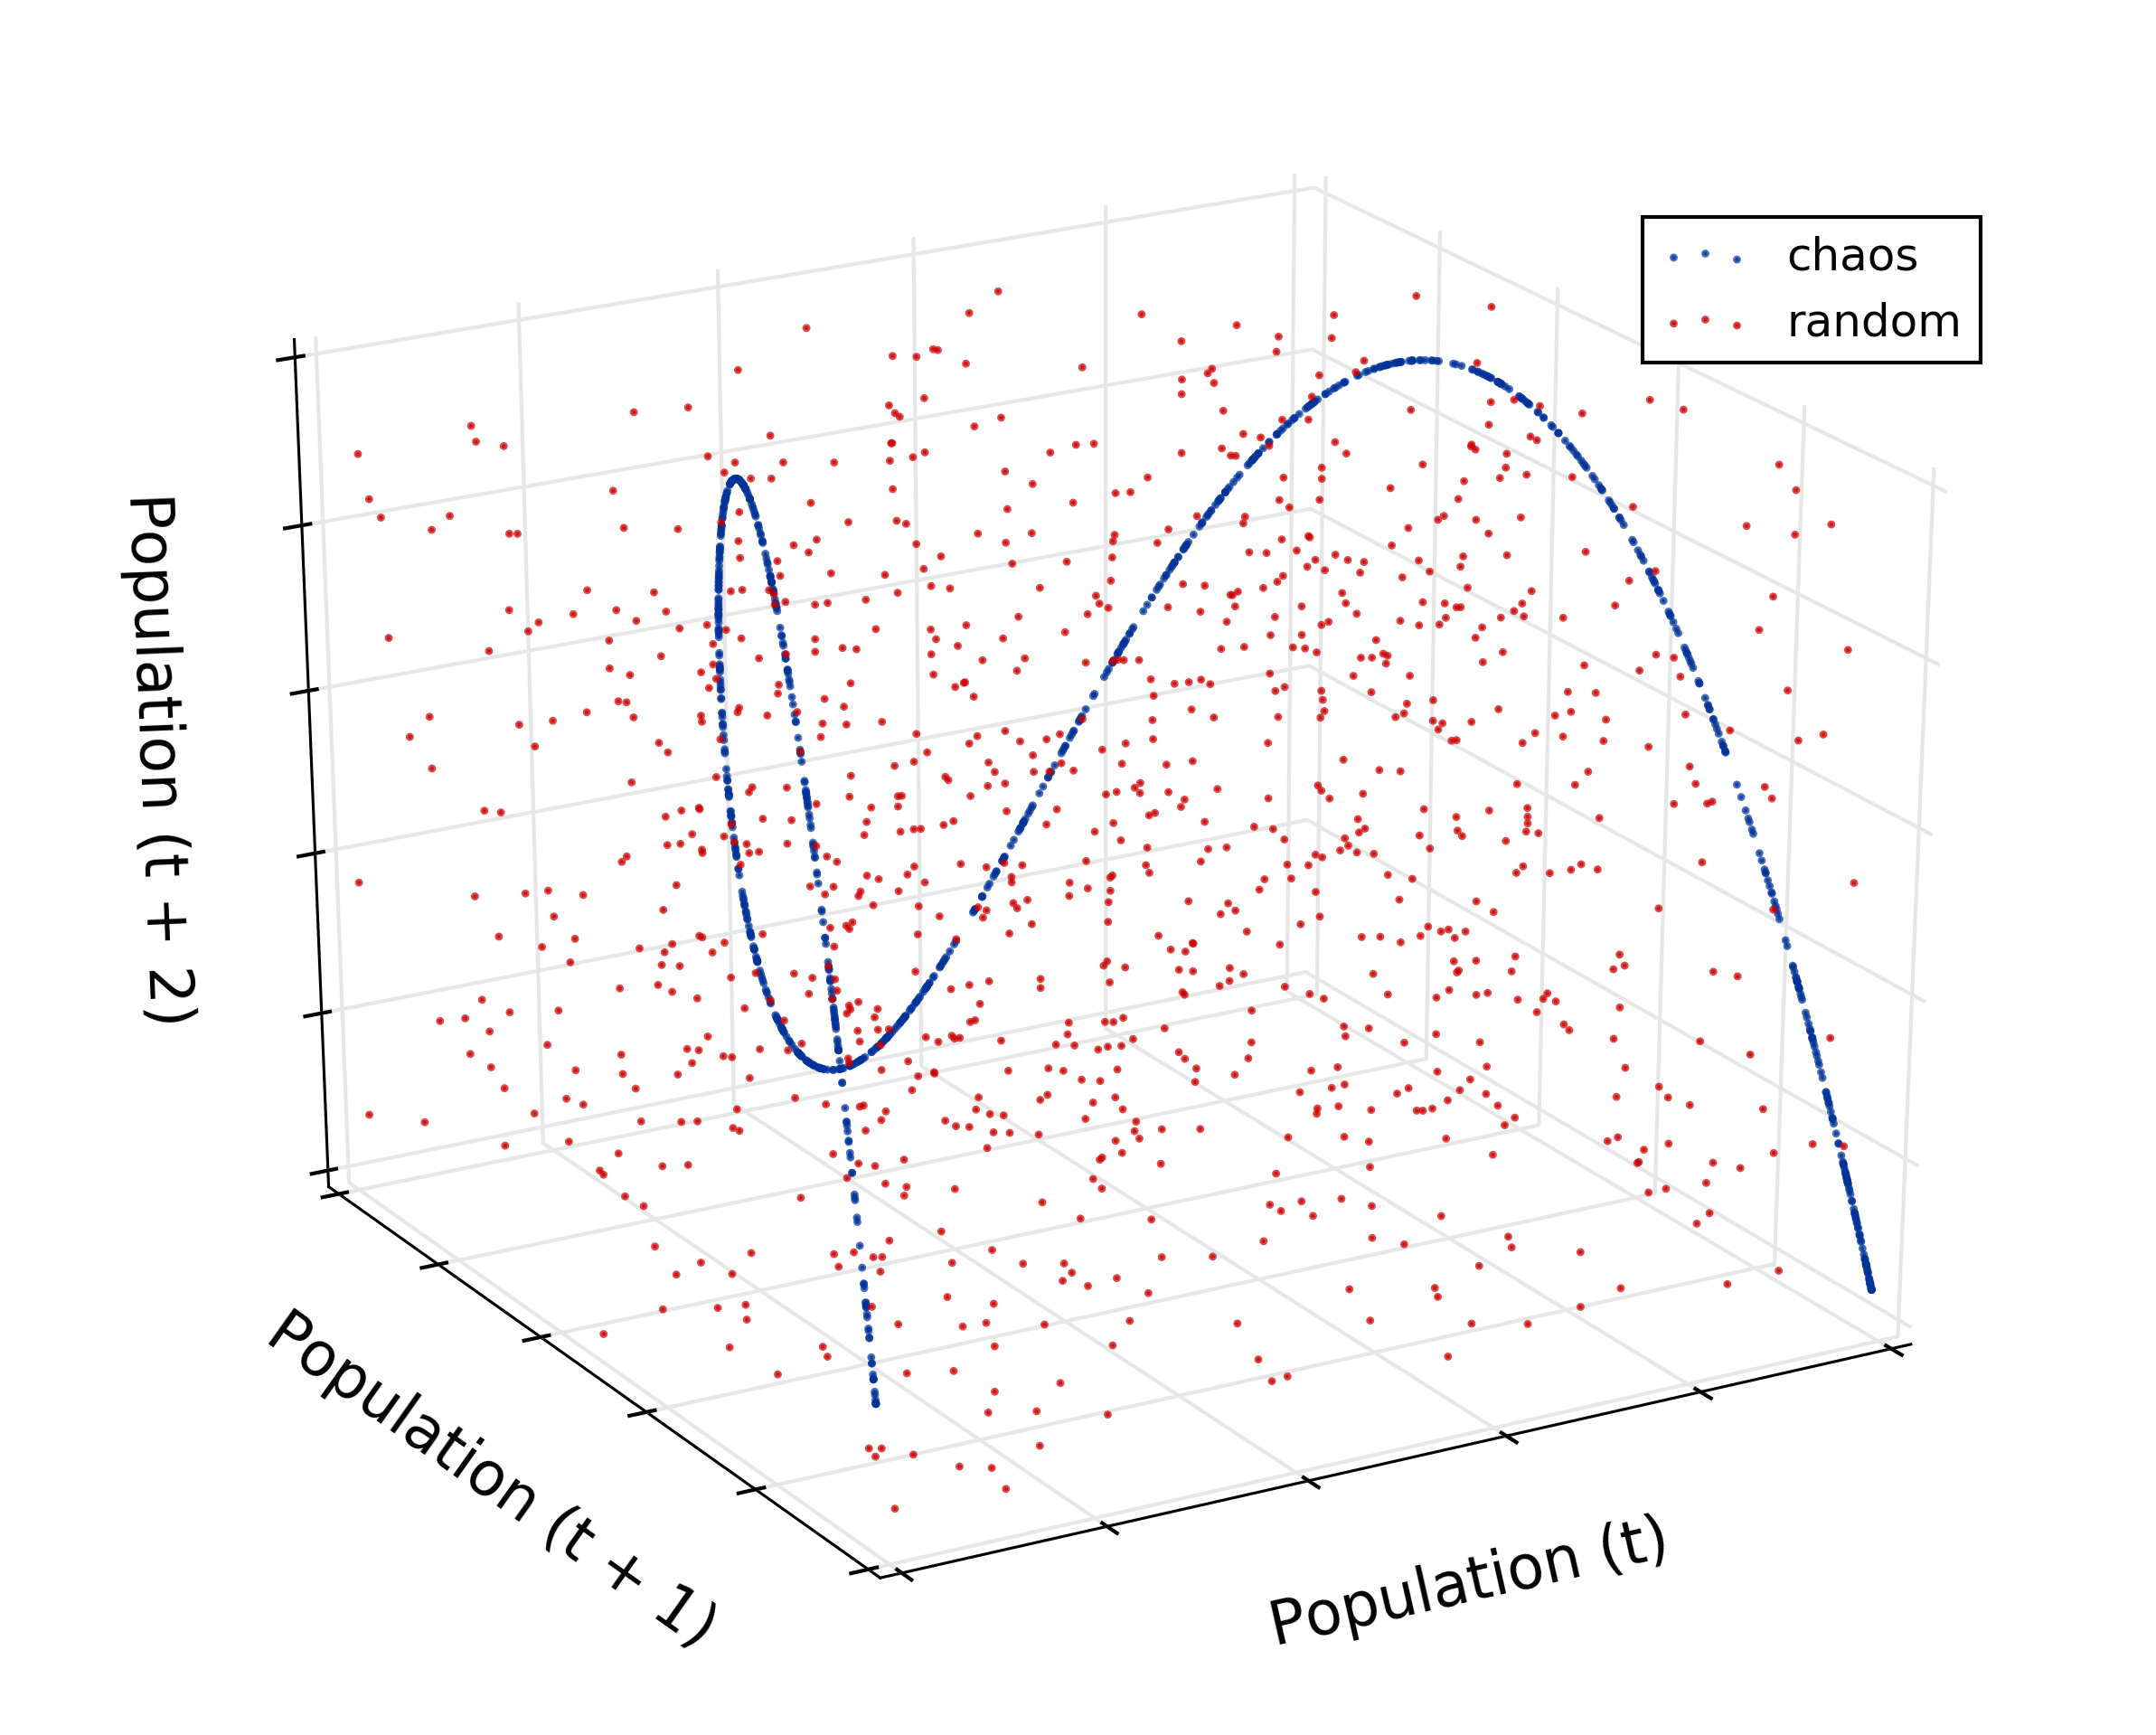 chaos
random
Population (t + 2)
Population (t + 1)
Population (t)